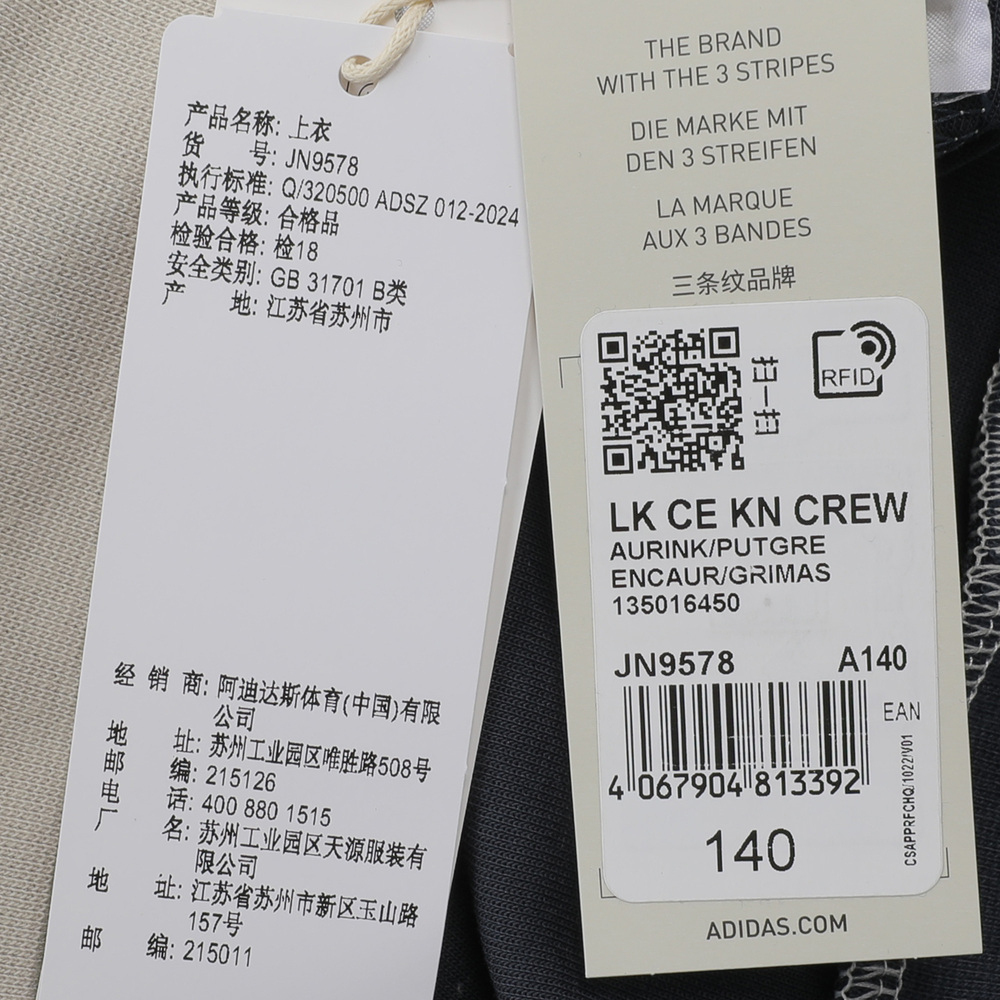 产品名称: 上衣
货 号: JN9578
执行标准: Q/320500 ADSZ 012-2024
产品等级: 合格品
检验合格: 检18
安全类别: GB 31701 B类
产 地: 江苏省苏州市
经 销 商: 阿迪达斯体育(中国)有限
公司
地 址: 苏州工业园区唯胜路508号
邮 编: 215126
电 话: 400 880 1515
厂 名: 苏州工业园区天源服装有
限公司
地 址: 江苏省苏州市新区玉山路
157号
邮 编: 215011
THE BRAND
WITH THE 3 STRIPES
DIE MARKE MIT
DEN 3 STREIFEN
LA MARQUE
AUX 3 BANDES
三条纹品牌
扫一扫
RFID
LK CE KN CREW
AURINK/PUTGRE
ENCAUR/GRIMAS
135016450
JN9578 A140
EAN
4 067904 813392
CSAPPRFCHQ/1022/V01
140
ADIDAS.COM